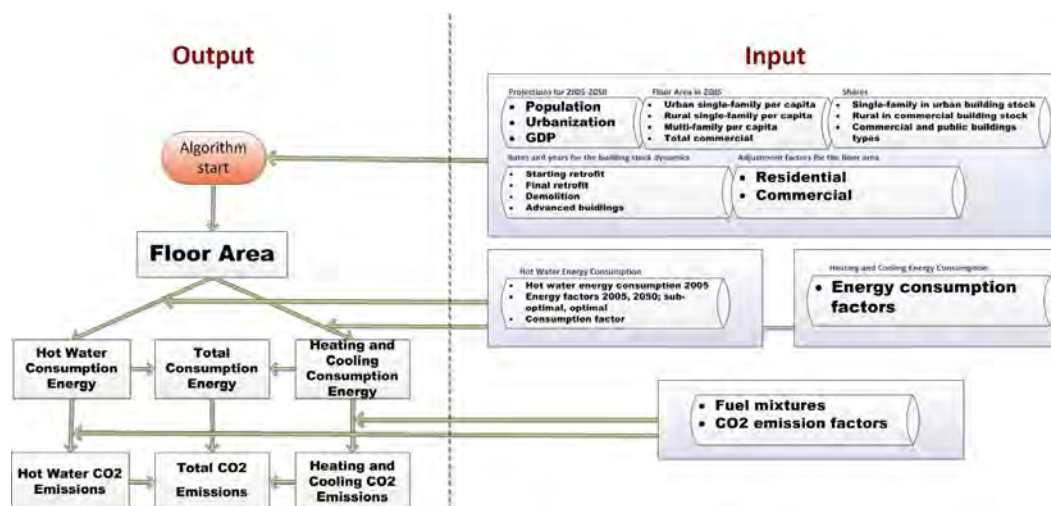 Output
Input
Projections for 2005-2050
Population
Urbanization
GDP
Floor Area in 2005
Urban single-family per capita
Rural single-family per capita
Multi-family per capita
Total commercial
Shares
Single-family in urban building stock
Rural in commercial building stock
Commercial and public buildings
types
Rates and years for the building stock dynamics
Starting retrofit
Final retrofit
Demolition
Advanced buidlings
Adjustment factors for the floor area
Residential
Commercial
Algorithm
start
Floor Area
Hot Water Energy Consumption
Hot water energy consumption 2005
Energy factors 2005, 2050; sub-
optimal, optimal
Consumption factor
Heating and Cooling Energy Consumption
Energy consumption
factors
Hot Water
Consumption
Energy
Total
Consumption
Energy
Heating and
Cooling
Consumption
Energy
Fuel mixtures
CO2 emission factors
Hot Water CO2
Emissions
Total CO2
Emissions
Heating and
Cooling CO2
Emissions